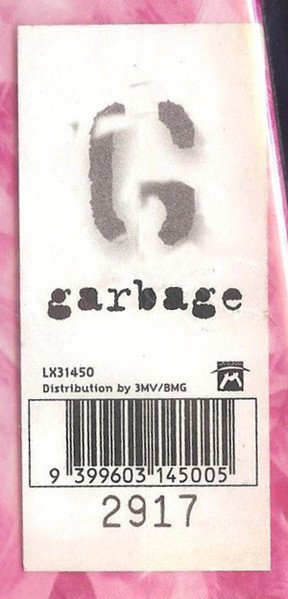 G
garbage
LX31450
Distribution by 3MV/BMG
9 399603 145005
2917